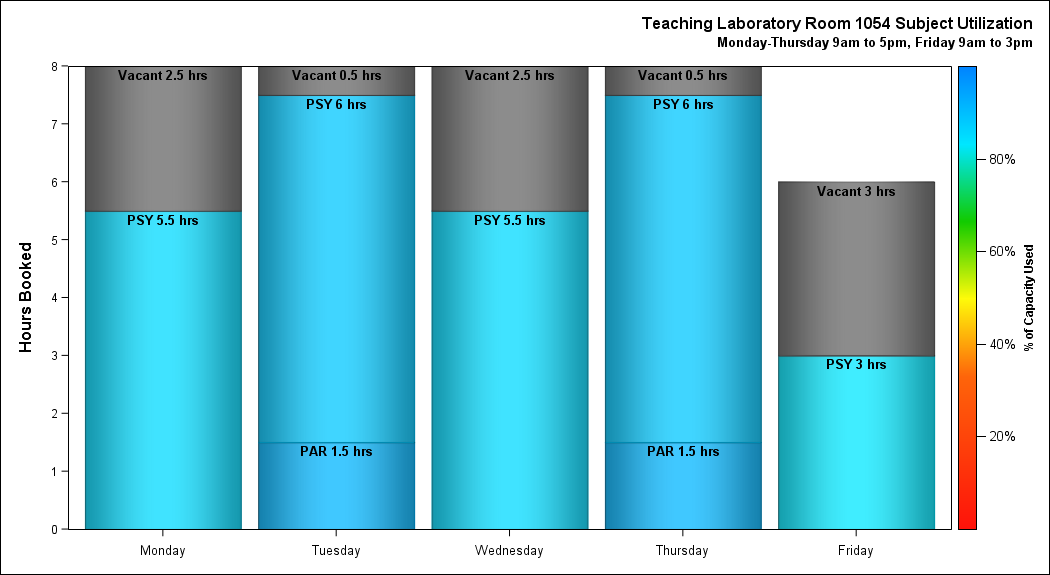 Teaching Laboratory Room 1054 Subject Utilization
Monday-Thursday 9am to 5pm, Friday 9am to 3pm
Hours Booked
8
7
6
5
4
3
2
1
0
Vacant 2.5 hrs
PSY 5.5 hrs
Vacant 0.5 hrs
PSY 6 hrs
PAR 1.5 hrs
Vacant 2.5 hrs
PSY 5.5 hrs
Vacant 0.5 hrs
PSY 6 hrs
PAR 1.5 hrs
Vacant 3 hrs
PSY 3 hrs
Monday
Tuesday
Wednesday
Thursday
Friday
80%
60%
40%
20%
% of Capacity Used